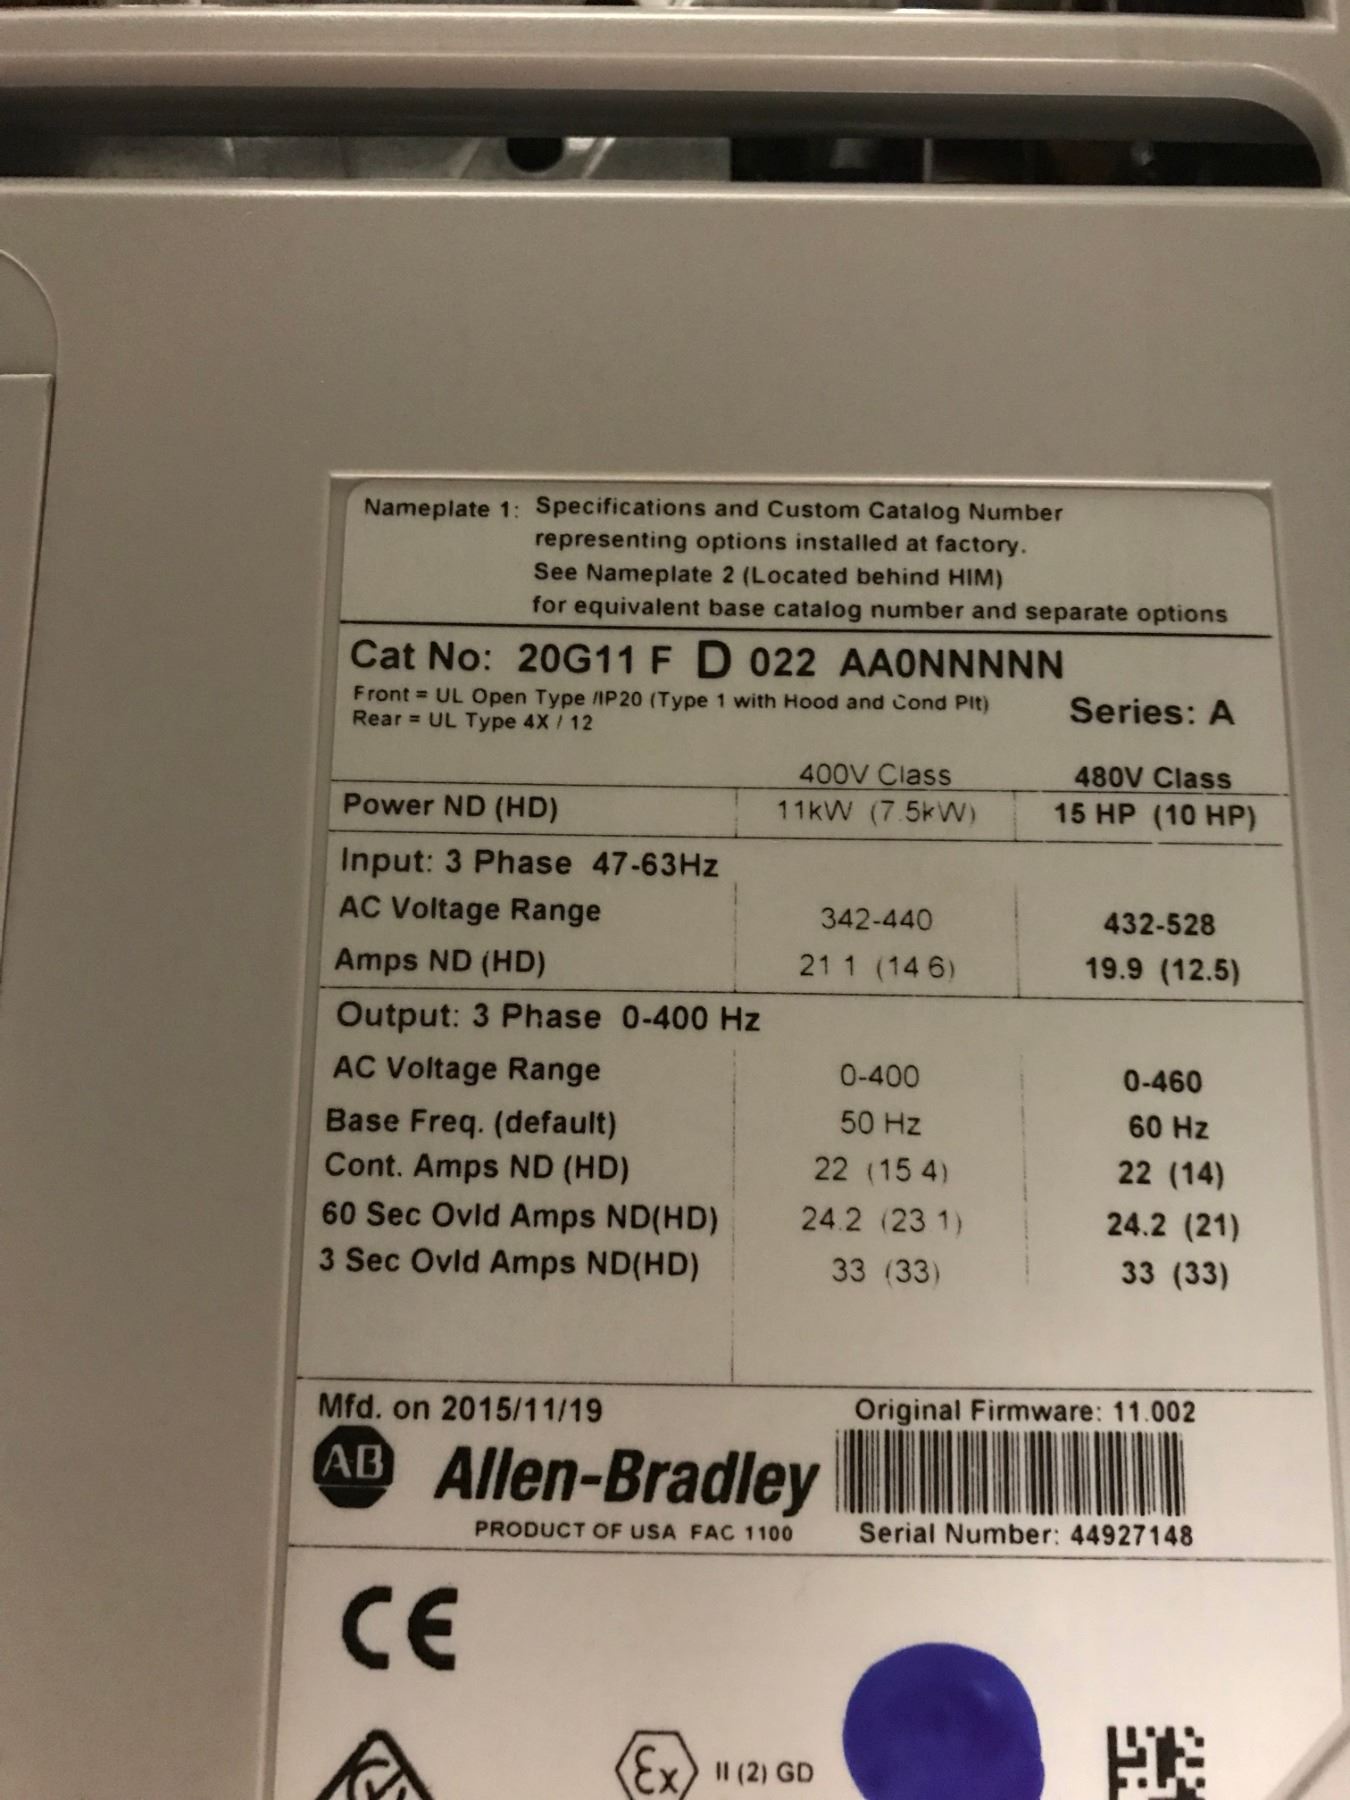 Nameplate 1: Specifications and Custom Catalog Number
representing options installed at factory.
See Nameplate 2 (Located behind HIM)
for equivalent base catalog number and separate options
Cat No: 20G11 F D 022 AA0NNNNN
Front = UL Open Type /IP20 (Type 1 with Hood and Cond Plt)
Rear = UL Type 4X / 12
Series: A
400V Class 480V Class
Power ND (HD) 11kW (7.5kW) 15 HP (10 HP)
Input: 3 Phase 47-63Hz
AC Voltage Range 342-440 432-528
Amps ND (HD) 21 1 (14 6) 19.9 (12.5)
Output: 3 Phase 0-400 Hz
AC Voltage Range 0-400 0-460
Base Freq. (default) 50 Hz 60 Hz
Cont. Amps ND (HD) 22 (15 4) 22 (14)
60 Sec Ovld Amps ND(HD) 24.2 (23 1) 24.2 (21)
3 Sec Ovld Amps ND(HD) 33 (33) 33 (33)
Mfd. on 2015/11/19 Original Firmware: 11.002
AB Allen-Bradley
PRODUCT OF USA FAC 1100 Serial Number: 44927148
CE
Ex II (2) GD